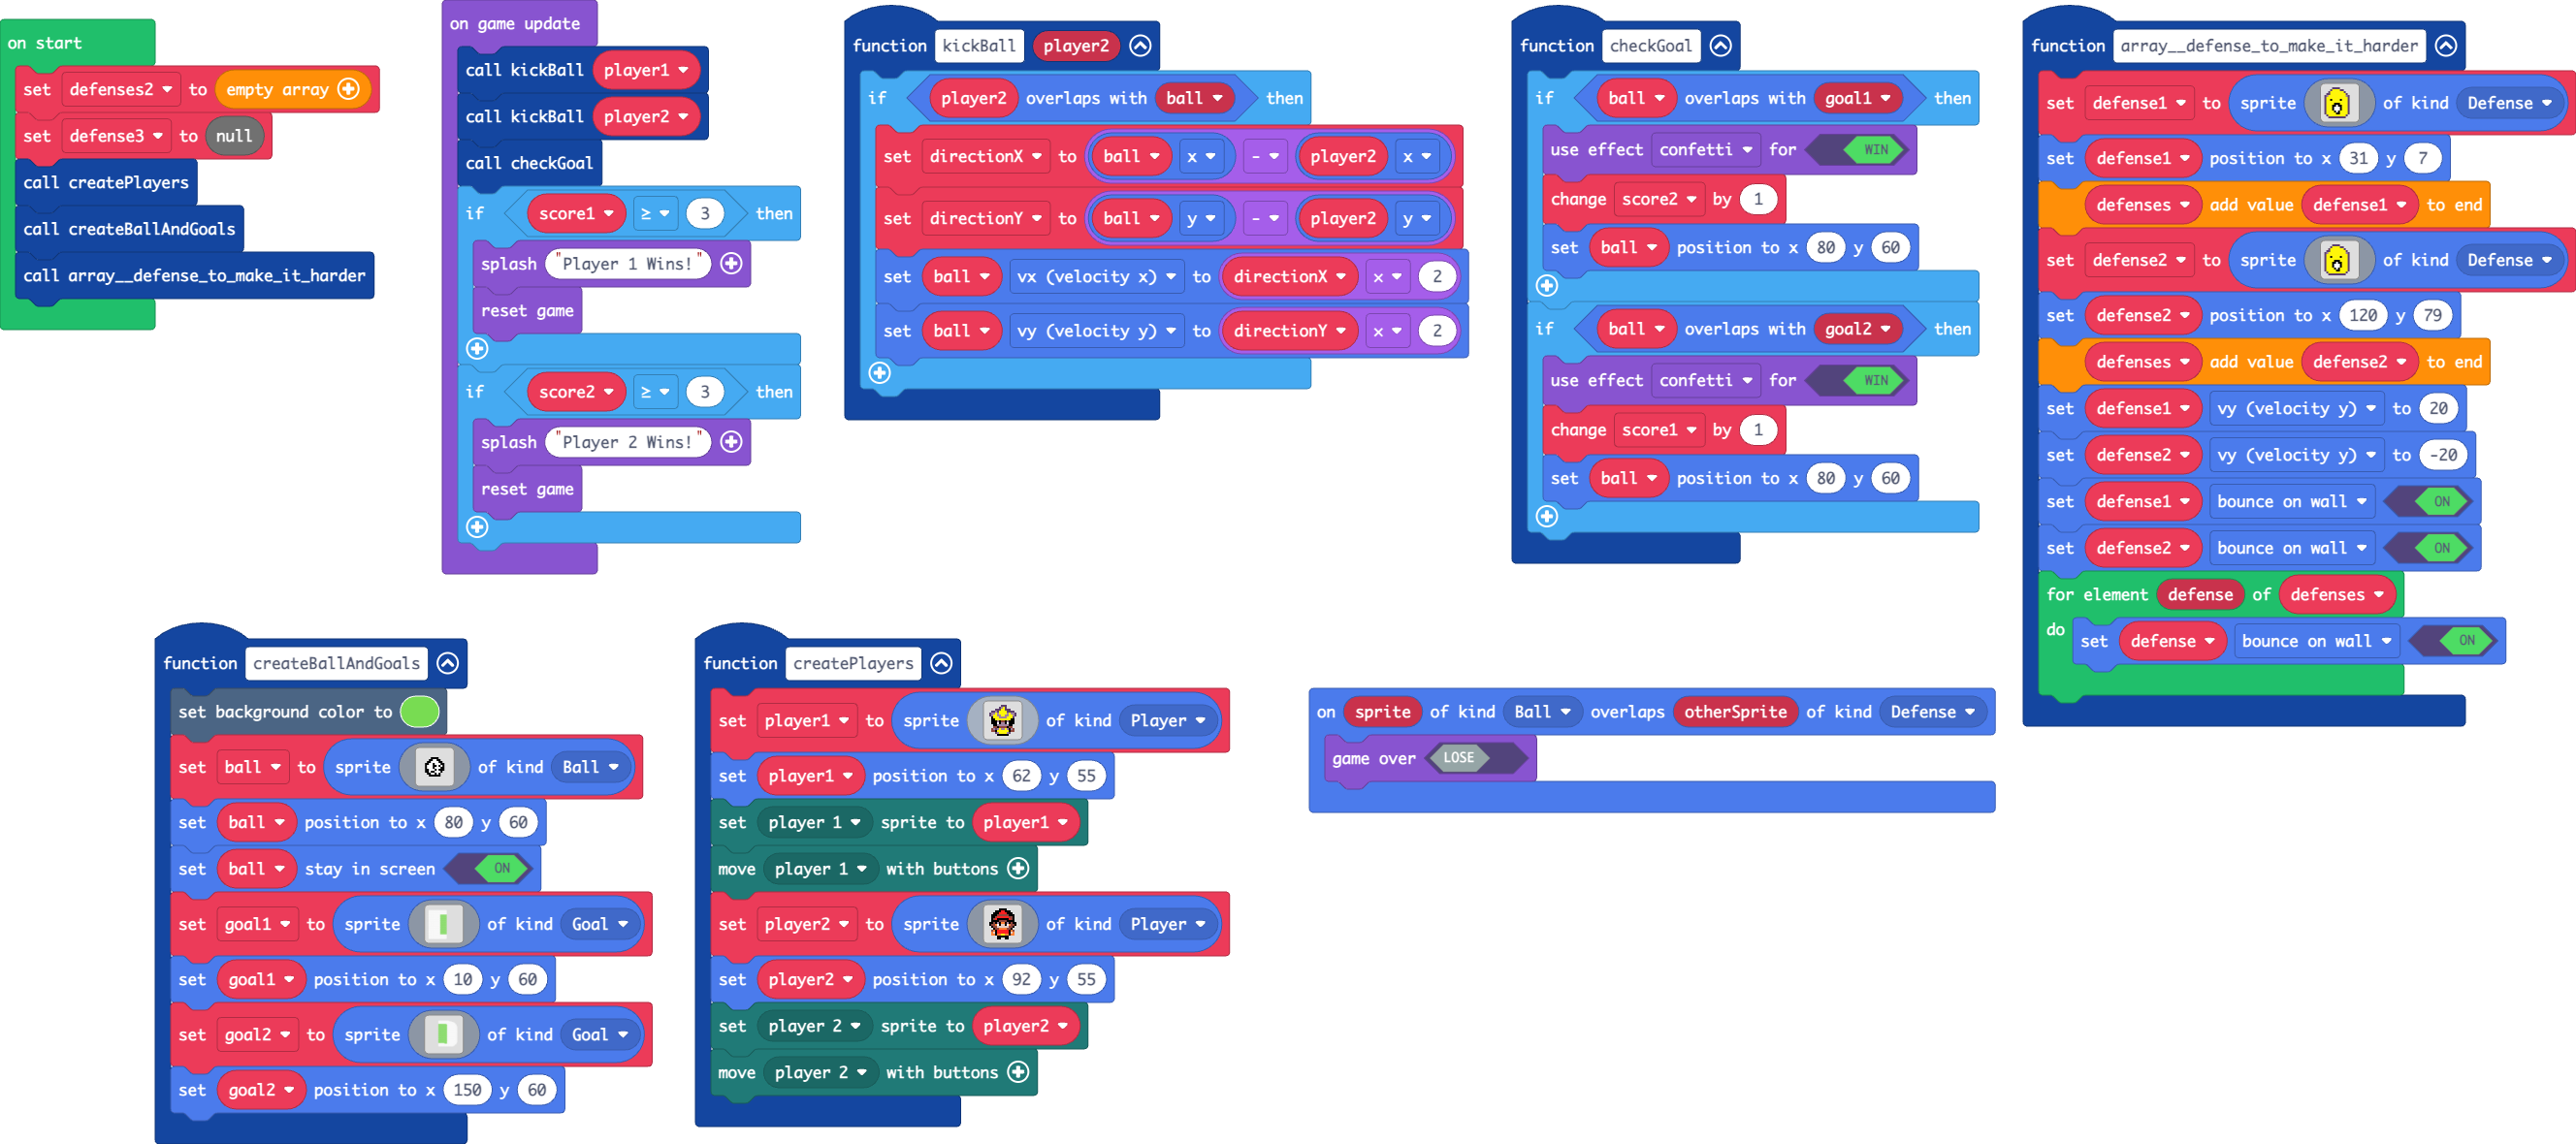 on start
set defenses2 to empty array
set defense3 to null
call createPlayers
call createBallAndGoals
call array__defense_to_make_it_harder
on game update
call kickBall player1
call kickBall player2
call checkGoal
if score1 ≥ 3 then
splash "Player 1 Wins!"
reset game
if score2 ≥ 3 then
splash "Player 2 Wins!"
reset game
function kickBall player2
if player2 overlaps with ball then
set directionX to ball x - player2 x
set directionY to ball y - player2 y
set ball vx (velocity x) to directionX × 2
set ball vy (velocity y) to directionY × 2
function checkGoal
if ball overlaps with goal1 then
use effect confetti for WIN
change score2 by 1
set ball position to x 80 y 60
if ball overlaps with goal2 then
use effect confetti for WIN
change score1 by 1
set ball position to x 80 y 60
function array__defense_to_make_it_harder
set defense1 to sprite of kind Defense
set defense1 position to x 31 y 7
defenses add value defense1 to end
set defense2 to sprite of kind Defense
set defense2 position to x 120 y 79
defenses add value defense2 to end
set defense1 vy (velocity y) to 20
set defense2 vy (velocity y) to -20
set defense1 bounce on wall ON
set defense2 bounce on wall ON
for element defense of defenses
do set defense bounce on wall ON
function createBallAndGoals
set background color to
set ball to sprite of kind Ball
set ball position to x 80 y 60
set ball stay in screen ON
set goal1 to sprite of kind Goal
set goal1 position to x 10 y 60
set goal2 to sprite of kind Goal
set goal2 position to x 150 y 60
function createPlayers
set player1 to sprite of kind Player
set player1 position to x 62 y 55
set player 1 sprite to player1
move player 1 with buttons
set player2 to sprite of kind Player
set player2 position to x 92 y 55
set player 2 sprite to player2
move player 2 with buttons
on sprite of kind Ball overlaps otherSprite of kind Defense
game over LOSE